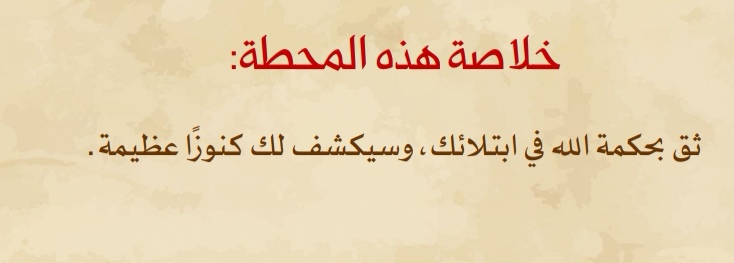 خلاصة هذه المحطة:
ثق بحكمة الله في ابتلائك، وسيكشف لك كنوزًا عظيمة.